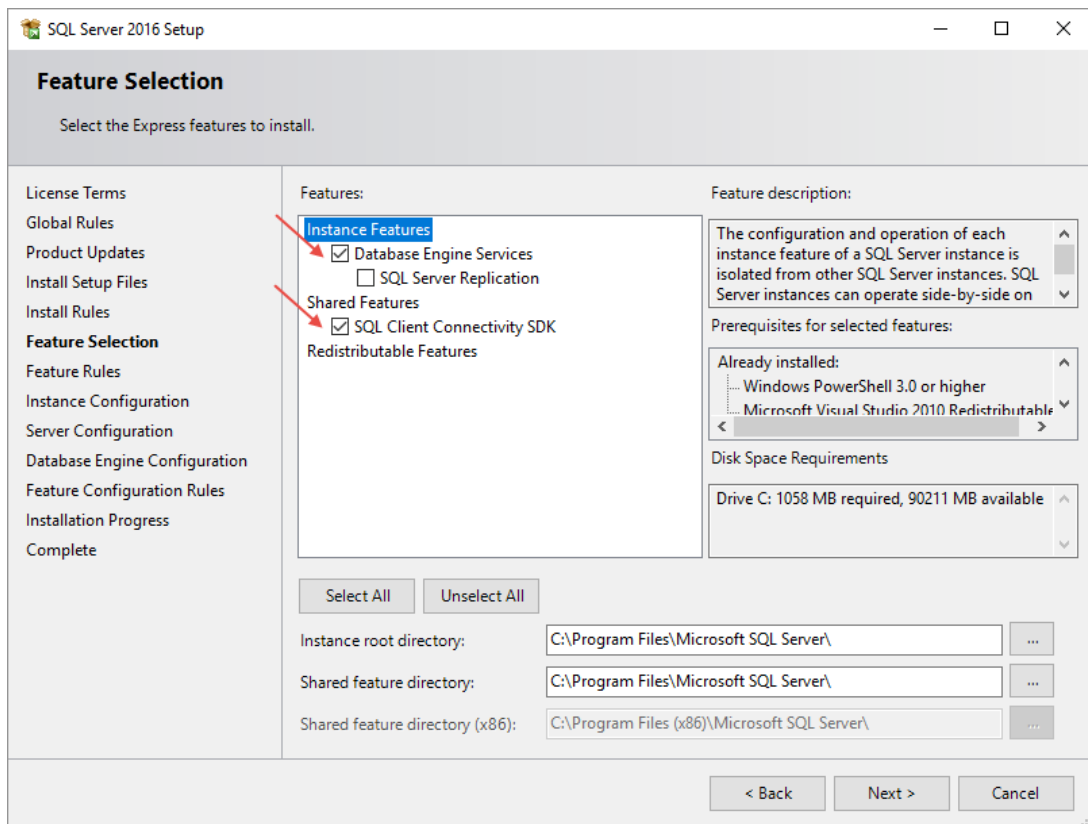 SQL Server 2016 Setup
Feature Selection
Select the Express features to install.
License Terms
Global Rules
Product Updates
Install Setup Files
Install Rules
Feature Selection
Feature Rules
Instance Configuration
Server Configuration
Database Engine Configuration
Feature Configuration Rules
Installation Progress
Complete
Features:
Instance Features
Database Engine Services
SQL Server Replication
Shared Features
SQL Client Connectivity SDK
Redistributable Features
Feature description:
The configuration and operation of each
instance feature of a SQL Server instance is
isolated from other SQL Server instances. SQL
Server instances can operate side-by-side on
Prerequisites for selected features:
Already installed:
Windows PowerShell 3.0 or higher
Microsoft Visual Studio 2010 Redistributable
Disk Space Requirements
Drive C: 1058 MB required, 90211 MB available
Select All
Unselect All
Instance root directory:
C:\Program Files\Microsoft SQL Server\
...
Shared feature directory:
C:\Program Files\Microsoft SQL Server\
...
Shared feature directory (x86):
C:\Program Files (x86)\Microsoft SQL Server\
...
< Back
Next >
Cancel